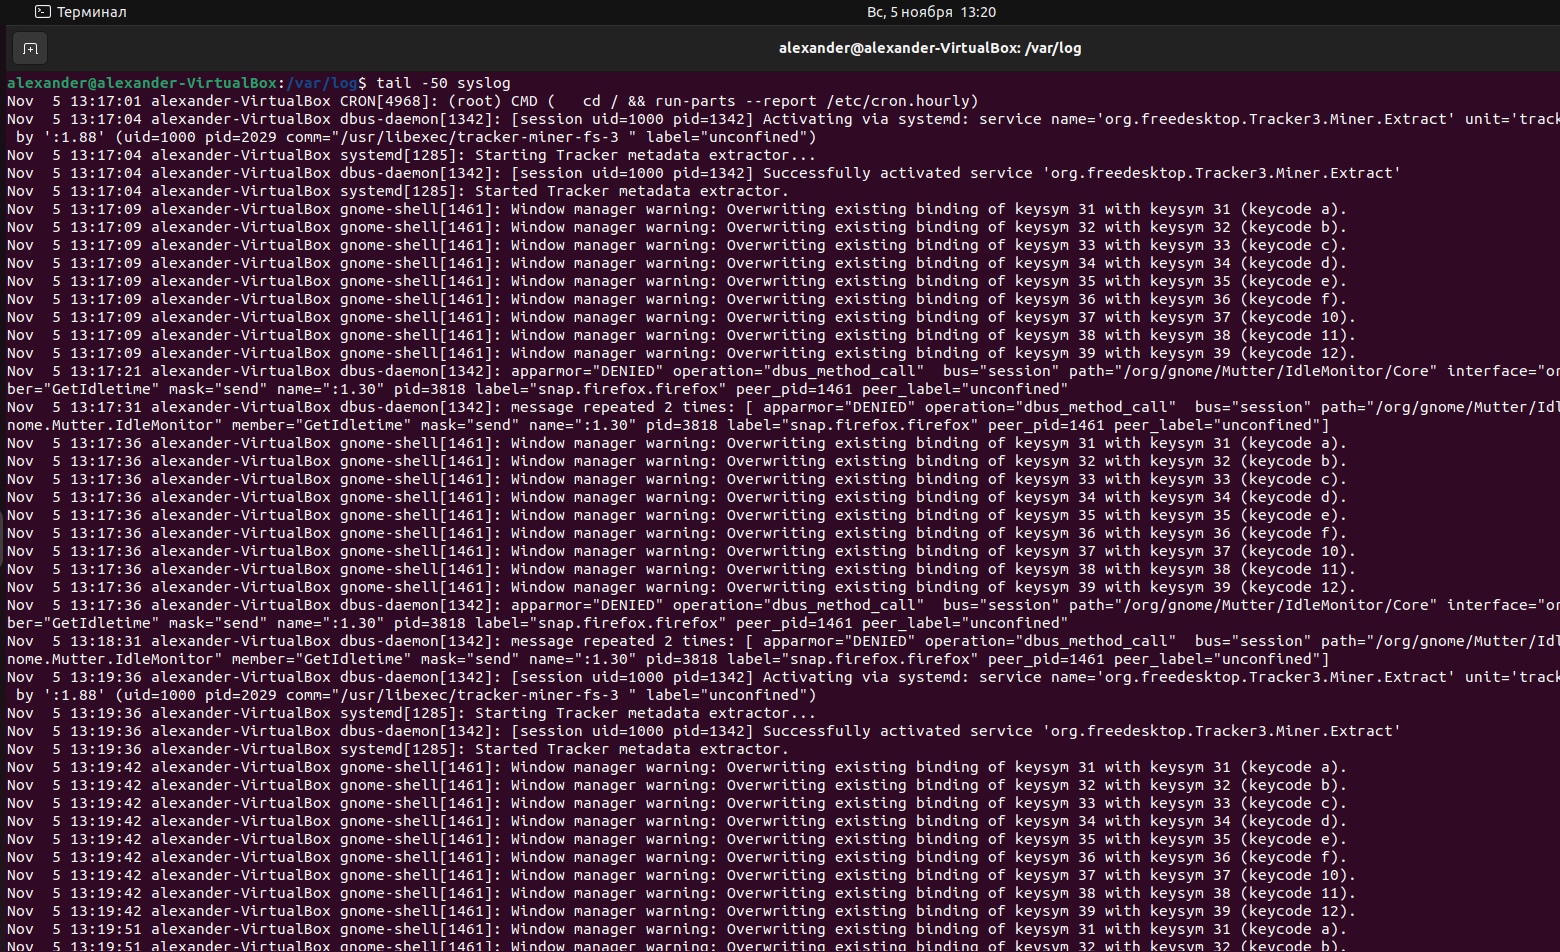 Терминал
Вс, 5 ноября 13:20
alexander@alexander-VirtualBox: /var/log
alexander@alexander-VirtualBox:/var/log$ tail -50 syslog
Nov  5 13:17:01 alexander-VirtualBox CRON[4968]: (root) CMD (   cd / && run-parts --report /etc/cron.hourly)
Nov  5 13:17:04 alexander-VirtualBox dbus-daemon[1342]: [session uid=1000 pid=1342] Activating via systemd: service name='org.freedesktop.Tracker3.Miner.Extract' unit='track
by ':1.88' (uid=1000 pid=2029 comm="/usr/libexec/tracker-miner-fs-3 " label="unconfined")
Nov  5 13:17:04 alexander-VirtualBox systemd[1285]: Starting Tracker metadata extractor...
Nov  5 13:17:04 alexander-VirtualBox dbus-daemon[1342]: [session uid=1000 pid=1342] Successfully activated service 'org.freedesktop.Tracker3.Miner.Extract'
Nov  5 13:17:04 alexander-VirtualBox systemd[1285]: Started Tracker metadata extractor.
Nov  5 13:17:09 alexander-VirtualBox gnome-shell[1461]: Window manager warning: Overwriting existing binding of keysym 31 with keysym 31 (keycode a).
Nov  5 13:17:09 alexander-VirtualBox gnome-shell[1461]: Window manager warning: Overwriting existing binding of keysym 32 with keysym 32 (keycode b).
Nov  5 13:17:09 alexander-VirtualBox gnome-shell[1461]: Window manager warning: Overwriting existing binding of keysym 33 with keysym 33 (keycode c).
Nov  5 13:17:09 alexander-VirtualBox gnome-shell[1461]: Window manager warning: Overwriting existing binding of keysym 34 with keysym 34 (keycode d).
Nov  5 13:17:09 alexander-VirtualBox gnome-shell[1461]: Window manager warning: Overwriting existing binding of keysym 35 with keysym 35 (keycode e).
Nov  5 13:17:09 alexander-VirtualBox gnome-shell[1461]: Window manager warning: Overwriting existing binding of keysym 36 with keysym 36 (keycode f).
Nov  5 13:17:09 alexander-VirtualBox gnome-shell[1461]: Window manager warning: Overwriting existing binding of keysym 37 with keysym 37 (keycode 10).
Nov  5 13:17:09 alexander-VirtualBox gnome-shell[1461]: Window manager warning: Overwriting existing binding of keysym 38 with keysym 38 (keycode 11).
Nov  5 13:17:09 alexander-VirtualBox gnome-shell[1461]: Window manager warning: Overwriting existing binding of keysym 39 with keysym 39 (keycode 12).
Nov  5 13:17:21 alexander-VirtualBox dbus-daemon[1342]: apparmor="DENIED" operation="dbus_method_call"  bus="session" path="/org/gnome/Mutter/IdleMonitor/Core" interface="or
ber="GetIdletime" mask="send" name=":1.30" pid=3818 label="snap.firefox.firefox" peer_pid=1461 peer_label="unconfined"
Nov  5 13:17:31 alexander-VirtualBox dbus-daemon[1342]: message repeated 2 times: [ apparmor="DENIED" operation="dbus_method_call"  bus="session" path="/org/gnome/Mutter/Idl
nome.Mutter.IdleMonitor" member="GetIdletime" mask="send" name=":1.30" pid=3818 label="snap.firefox.firefox" peer_pid=1461 peer_label="unconfined"]
Nov  5 13:17:36 alexander-VirtualBox gnome-shell[1461]: Window manager warning: Overwriting existing binding of keysym 31 with keysym 31 (keycode a).
Nov  5 13:17:36 alexander-VirtualBox gnome-shell[1461]: Window manager warning: Overwriting existing binding of keysym 32 with keysym 32 (keycode b).
Nov  5 13:17:36 alexander-VirtualBox gnome-shell[1461]: Window manager warning: Overwriting existing binding of keysym 33 with keysym 33 (keycode c).
Nov  5 13:17:36 alexander-VirtualBox gnome-shell[1461]: Window manager warning: Overwriting existing binding of keysym 34 with keysym 34 (keycode d).
Nov  5 13:17:36 alexander-VirtualBox gnome-shell[1461]: Window manager warning: Overwriting existing binding of keysym 35 with keysym 35 (keycode e).
Nov  5 13:17:36 alexander-VirtualBox gnome-shell[1461]: Window manager warning: Overwriting existing binding of keysym 36 with keysym 36 (keycode f).
Nov  5 13:17:36 alexander-VirtualBox gnome-shell[1461]: Window manager warning: Overwriting existing binding of keysym 37 with keysym 37 (keycode 10).
Nov  5 13:17:36 alexander-VirtualBox gnome-shell[1461]: Window manager warning: Overwriting existing binding of keysym 38 with keysym 38 (keycode 11).
Nov  5 13:17:36 alexander-VirtualBox gnome-shell[1461]: Window manager warning: Overwriting existing binding of keysym 39 with keysym 39 (keycode 12).
Nov  5 13:17:36 alexander-VirtualBox dbus-daemon[1342]: apparmor="DENIED" operation="dbus_method_call"  bus="session" path="/org/gnome/Mutter/IdleMonitor/Core" interface="or
ber="GetIdletime" mask="send" name=":1.30" pid=3818 label="snap.firefox.firefox" peer_pid=1461 peer_label="unconfined"
Nov  5 13:18:31 alexander-VirtualBox dbus-daemon[1342]: message repeated 2 times: [ apparmor="DENIED" operation="dbus_method_call"  bus="session" path="/org/gnome/Mutter/Idl
nome.Mutter.IdleMonitor" member="GetIdletime" mask="send" name=":1.30" pid=3818 label="snap.firefox.firefox" peer_pid=1461 peer_label="unconfined"]
Nov  5 13:19:36 alexander-VirtualBox dbus-daemon[1342]: [session uid=1000 pid=1342] Activating via systemd: service name='org.freedesktop.Tracker3.Miner.Extract' unit='track
by ':1.88' (uid=1000 pid=2029 comm="/usr/libexec/tracker-miner-fs-3 " label="unconfined")
Nov  5 13:19:36 alexander-VirtualBox systemd[1285]: Starting Tracker metadata extractor...
Nov  5 13:19:36 alexander-VirtualBox dbus-daemon[1342]: [session uid=1000 pid=1342] Successfully activated service 'org.freedesktop.Tracker3.Miner.Extract'
Nov  5 13:19:36 alexander-VirtualBox systemd[1285]: Started Tracker metadata extractor.
Nov  5 13:19:42 alexander-VirtualBox gnome-shell[1461]: Window manager warning: Overwriting existing binding of keysym 31 with keysym 31 (keycode a).
Nov  5 13:19:42 alexander-VirtualBox gnome-shell[1461]: Window manager warning: Overwriting existing binding of keysym 32 with keysym 32 (keycode b).
Nov  5 13:19:42 alexander-VirtualBox gnome-shell[1461]: Window manager warning: Overwriting existing binding of keysym 33 with keysym 33 (keycode c).
Nov  5 13:19:42 alexander-VirtualBox gnome-shell[1461]: Window manager warning: Overwriting existing binding of keysym 34 with keysym 34 (keycode d).
Nov  5 13:19:42 alexander-VirtualBox gnome-shell[1461]: Window manager warning: Overwriting existing binding of keysym 35 with keysym 35 (keycode e).
Nov  5 13:19:42 alexander-VirtualBox gnome-shell[1461]: Window manager warning: Overwriting existing binding of keysym 36 with keysym 36 (keycode f).
Nov  5 13:19:42 alexander-VirtualBox gnome-shell[1461]: Window manager warning: Overwriting existing binding of keysym 37 with keysym 37 (keycode 10).
Nov  5 13:19:42 alexander-VirtualBox gnome-shell[1461]: Window manager warning: Overwriting existing binding of keysym 38 with keysym 38 (keycode 11).
Nov  5 13:19:42 alexander-VirtualBox gnome-shell[1461]: Window manager warning: Overwriting existing binding of keysym 39 with keysym 39 (keycode 12).
Nov  5 13:19:51 alexander-VirtualBox gnome-shell[1461]: Window manager warning: Overwriting existing binding of keysym 31 with keysym 31 (keycode a).
Nov  5 13:19:51 alexander-VirtualBox gnome-shell[1461]: Window manager warning: Overwriting existing binding of keysym 32 with keysym 32 (keycode b).